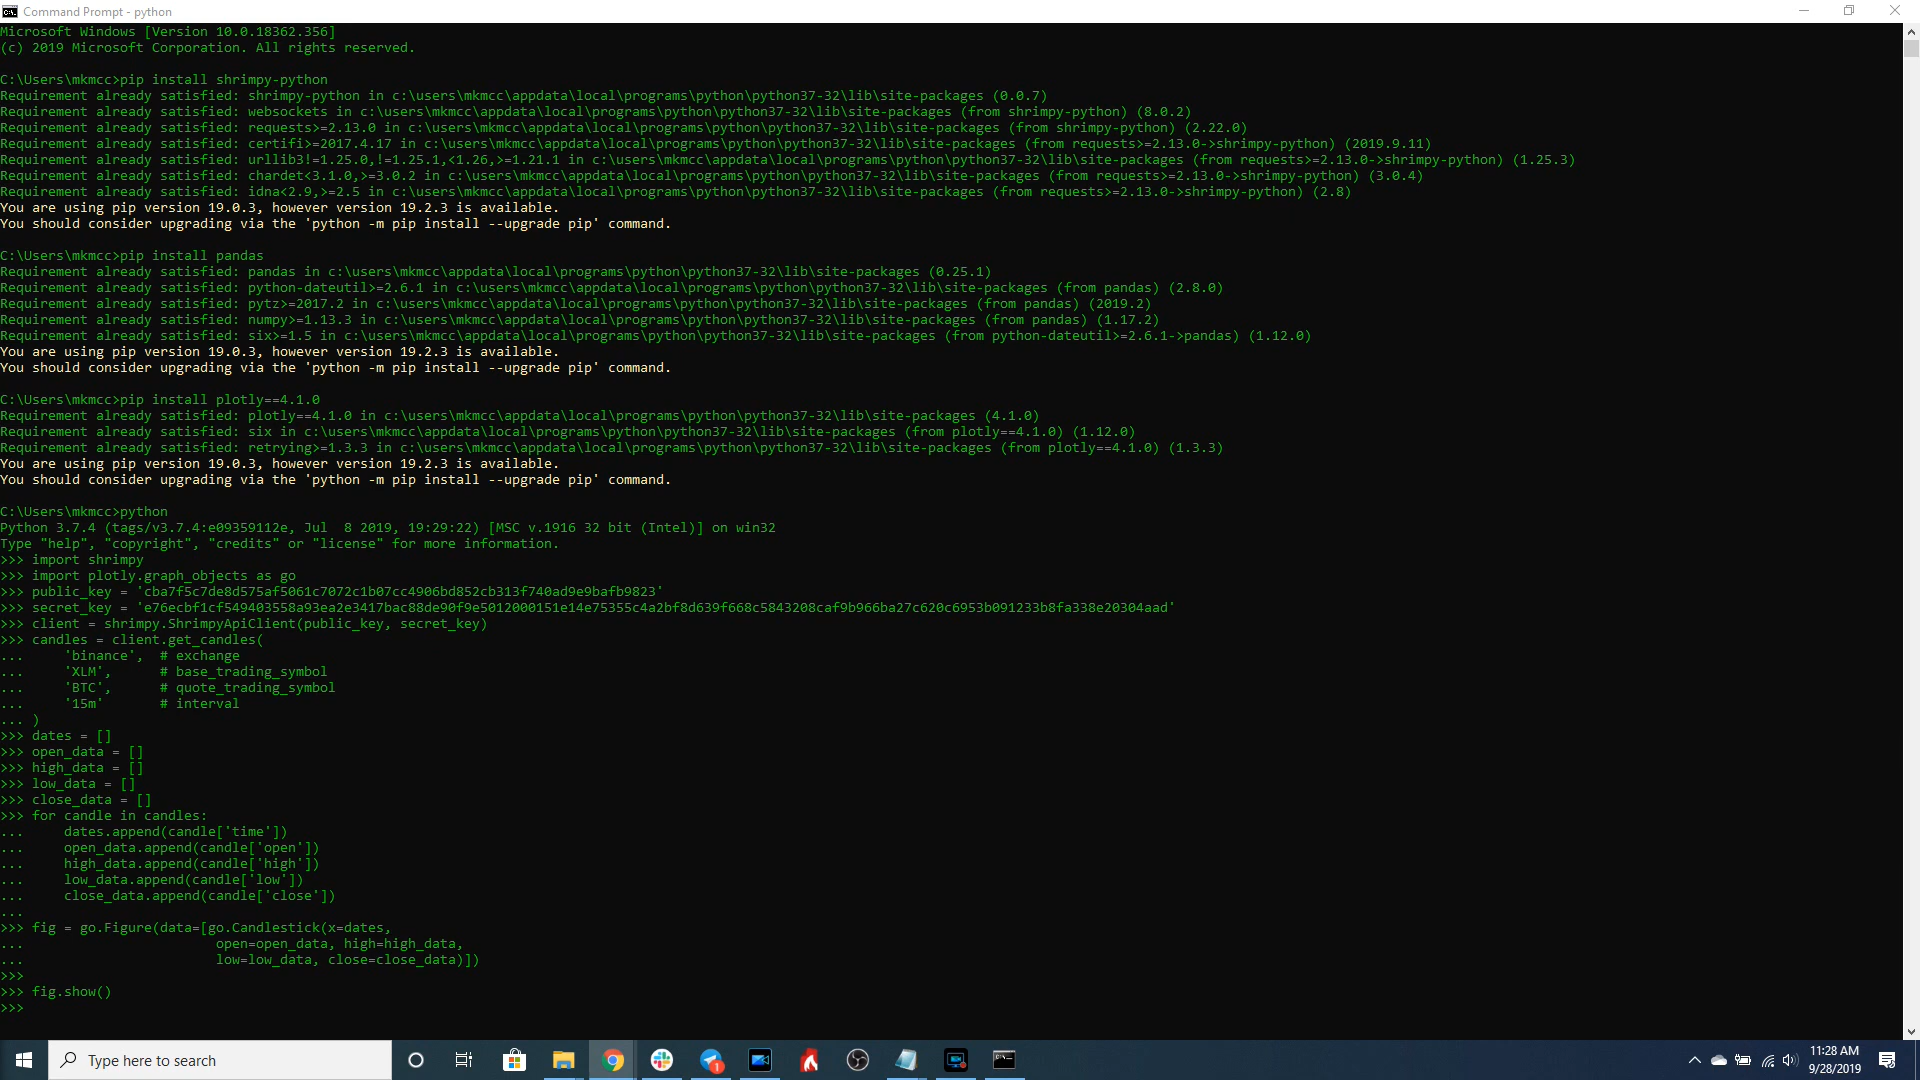 Command Prompt - python
Microsoft Windows [Version 10.0.18362.356]
(c) 2019 Microsoft Corporation. All rights reserved.
C:\Users\mkmcc>pip install shrimpy-python
Requirement already satisfied: shrimpy-python in c:\users\mkmcc\appdata\local\programs\python\python37-32\lib\site-packages (0.0.7)
Requirement already satisfied: websockets in c:\users\mkmcc\appdata\local\programs\python\python37-32\lib\site-packages (from shrimpy-python) (8.0.2)
Requirement already satisfied: requests>=2.13.0 in c:\users\mkmcc\appdata\local\programs\python\python37-32\lib\site-packages (from shrimpy-python) (2.22.0)
Requirement already satisfied: certifi>=2017.4.17 in c:\users\mkmcc\appdata\local\programs\python\python37-32\lib\site-packages (from requests>=2.13.0->shrimpy-python) (2019.9.11)
Requirement already satisfied: urllib3!=1.25.0,!=1.25.1,<1.26,>=1.21.1 in c:\users\mkmcc\appdata\local\programs\python\python37-32\lib\site-packages (from requests>=2.13.0->shrimpy-python) (1.25.3)
Requirement already satisfied: chardet<3.1.0,>=3.0.2 in c:\users\mkmcc\appdata\local\programs\python\python37-32\lib\site-packages (from requests>=2.13.0->shrimpy-python) (3.0.4)
Requirement already satisfied: idna<2.9,>=2.5 in c:\users\mkmcc\appdata\local\programs\python\python37-32\lib\site-packages (from requests>=2.13.0->shrimpy-python) (2.8)
You are using pip version 19.0.3, however version 19.2.3 is available.
You should consider upgrading via the 'python -m pip install --upgrade pip' command.
C:\Users\mkmcc>pip install pandas
Requirement already satisfied: pandas in c:\users\mkmcc\appdata\local\programs\python\python37-32\lib\site-packages (0.25.1)
Requirement already satisfied: python-dateutil>=2.6.1 in c:\users\mkmcc\appdata\local\programs\python\python37-32\lib\site-packages (from pandas) (2.8.0)
Requirement already satisfied: pytz>=2017.2 in c:\users\mkmcc\appdata\local\programs\python\python37-32\lib\site-packages (from pandas) (2019.2)
Requirement already satisfied: numpy>=1.13.3 in c:\users\mkmcc\appdata\local\programs\python\python37-32\lib\site-packages (from pandas) (1.17.2)
Requirement already satisfied: six>=1.5 in c:\users\mkmcc\appdata\local\programs\python\python37-32\lib\site-packages (from python-dateutil>=2.6.1->pandas) (1.12.0)
You are using pip version 19.0.3, however version 19.2.3 is available.
You should consider upgrading via the 'python -m pip install --upgrade pip' command.
C:\Users\mkmcc>pip install plotly==4.1.0
Requirement already satisfied: plotly==4.1.0 in c:\users\mkmcc\appdata\local\programs\python\python37-32\lib\site-packages (4.1.0)
Requirement already satisfied: six in c:\users\mkmcc\appdata\local\programs\python\python37-32\lib\site-packages (from plotly==4.1.0) (1.12.0)
Requirement already satisfied: retrying>=1.3.3 in c:\users\mkmcc\appdata\local\programs\python\python37-32\lib\site-packages (from plotly==4.1.0) (1.3.3)
You are using pip version 19.0.3, however version 19.2.3 is available.
You should consider upgrading via the 'python -m pip install --upgrade pip' command.
C:\Users\mkmcc>python
Python 3.7.4 (tags/v3.7.4:e09359112e, Jul  8 2019, 19:29:22) [MSC v.1916 32 bit (Intel)] on win32
Type "help", "copyright", "credits" or "license" for more information.
>>> import shrimpy
>>> import plotly.graph_objects as go
>>> public_key = 'cba7f5c7de8d575af5061c7072c1b07cc4906bd852cb313f740ad9e9bafb9823'
>>> secret_key = 'e76ecbf1cf549403558a93ea2e3417bac88de90f9e5012000151e14e75355c4a2bf8d639f668c5843208caf9b966ba27c620c6953b091233b8fa338e20304aad'
>>> client = shrimpy.ShrimpyApiClient(public_key, secret_key)
>>> candles = client.get_candles(
...     'binance',  # exchange
...     'XLM',      # base_trading_symbol
...     'BTC',      # quote_trading_symbol
...     '15m'       # interval
... )
>>> dates = []
>>> open_data = []
>>> high_data = []
>>> low_data = []
>>> close_data = []
>>> for candle in candles:
...     dates.append(candle['time'])
...     open_data.append(candle['open'])
...     high_data.append(candle['high'])
...     low_data.append(candle['low'])
...     close_data.append(candle['close'])
...
>>> fig = go.Figure(data=[go.Candlestick(x=dates,
...                        open=open_data, high=high_data,
...                        low=low_data, close=close_data)])
>>>
>>> fig.show()
>>>
Type here to search
1
11:28 AM
9/28/2019